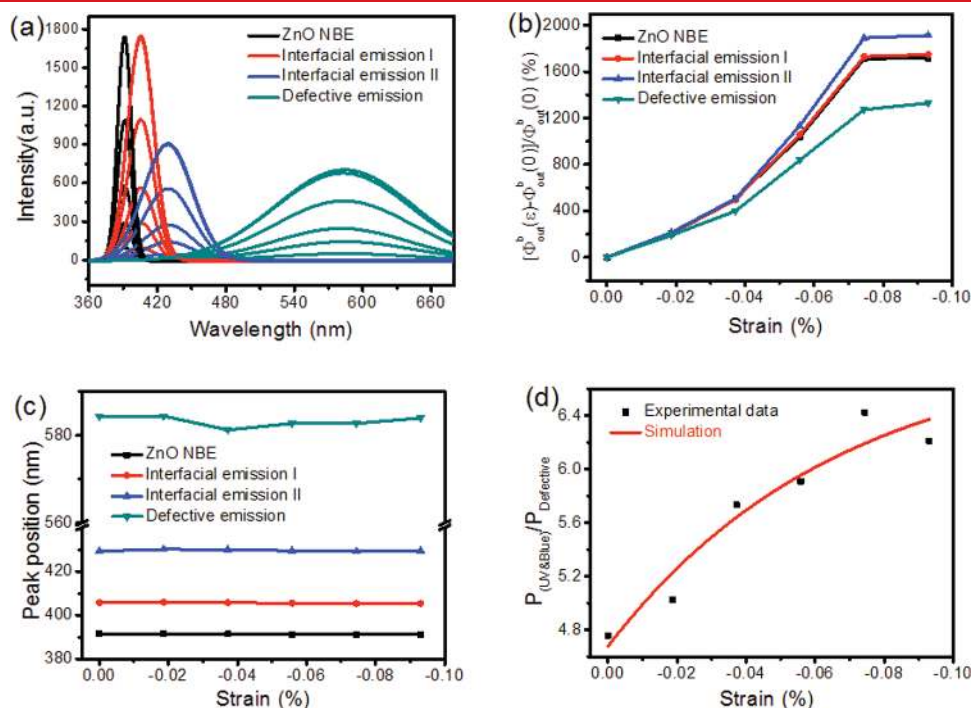 (a)
1800
1500
1200
900
600
300
0
Intensity(a.u.)
ZnO NBE
Interfacial emission I
Interfacial emission II
Defective emission
360 420 480 540 600 660
Wavelength (nm)
(b)
2000
1600
1200
800
400
0
[Φᵇout(ε)-Φᵇout(0)]/Φᵇout(0) (%)
ZnO NBE
Interfacial emission I
Interfacial emission II
Defective emission
0.00 -0.02 -0.04 -0.06 -0.08 -0.10
Strain (%)
(c)
580
560
420
400
380
Peak position (nm)
ZnO NBE
Interfacial emission I
Interfacial emission II
Defective emission
0.00 -0.02 -0.04 -0.06 -0.08 -0.10
Strain (%)
(d)
6.4
6.0
5.6
5.2
4.8
P(UV&Blue)/PDefective
Experimental data
Simulation
0.00 -0.02 -0.04 -0.06 -0.08 -0.10
Strain (%)